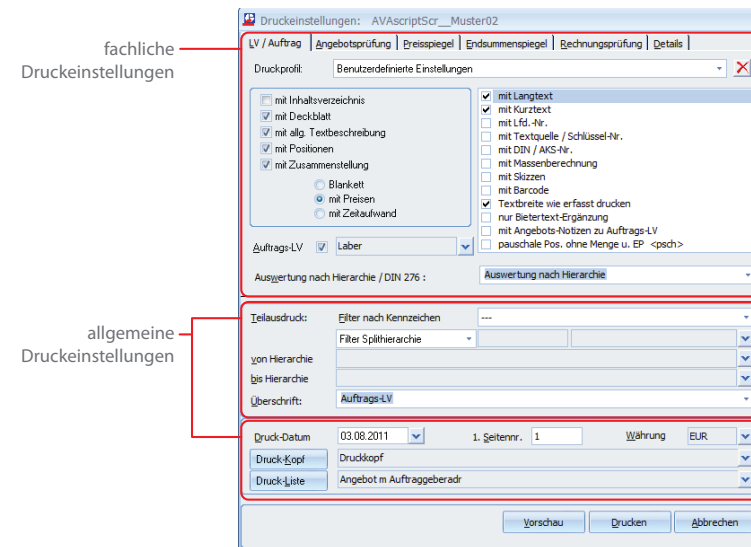 Druckeinstellungen: AVAscriptScr__Muster02
fachliche
Druckeinstellungen
LV / Auftrag Angebotsprüfung Preisspiegel Endsummenspiegel Rechnungsprüfung Details
Druckprofil: Benutzerdefinierte Einstellungen
mit Inhaltsverzeichnis
mit Deckblatt
mit allg. Textbeschreibung
mit Positionen
mit Zusammenstellung
Blankett
mit Preisen
mit Zeitaufwand
mit Langtext
mit Kurztext
mit Lfd.-Nr.
mit Textquelle / Schlüssel-Nr.
mit DIN / AKS-Nr.
mit Massenberechnung
mit Skizzen
mit Barcode
Textbreite wie erfasst drucken
nur Bietertext-Ergänzung
mit Angebots-Notizen zu Auftrags-LV
pauschale Pos. ohne Menge u. EP <psch>
Auftrags-LV Laber
Auswertung nach Hierarchie / DIN 276 : Auswertung nach Hierarchie
allgemeine
Druckeinstellungen
Teilausdruck: Filter nach Kennzeichen ---
Filter Splithierarchie
von Hierarchie
bis Hierarchie
Überschrift: Auftrags-LV
Druck-Datum 03.08.2011 1. Seitennr. 1 Währung EUR
Druck-Kopf Druckkopf
Druck-Liste Angebot m Auftraggeberadr
Vorschau Drucken Abbrechen